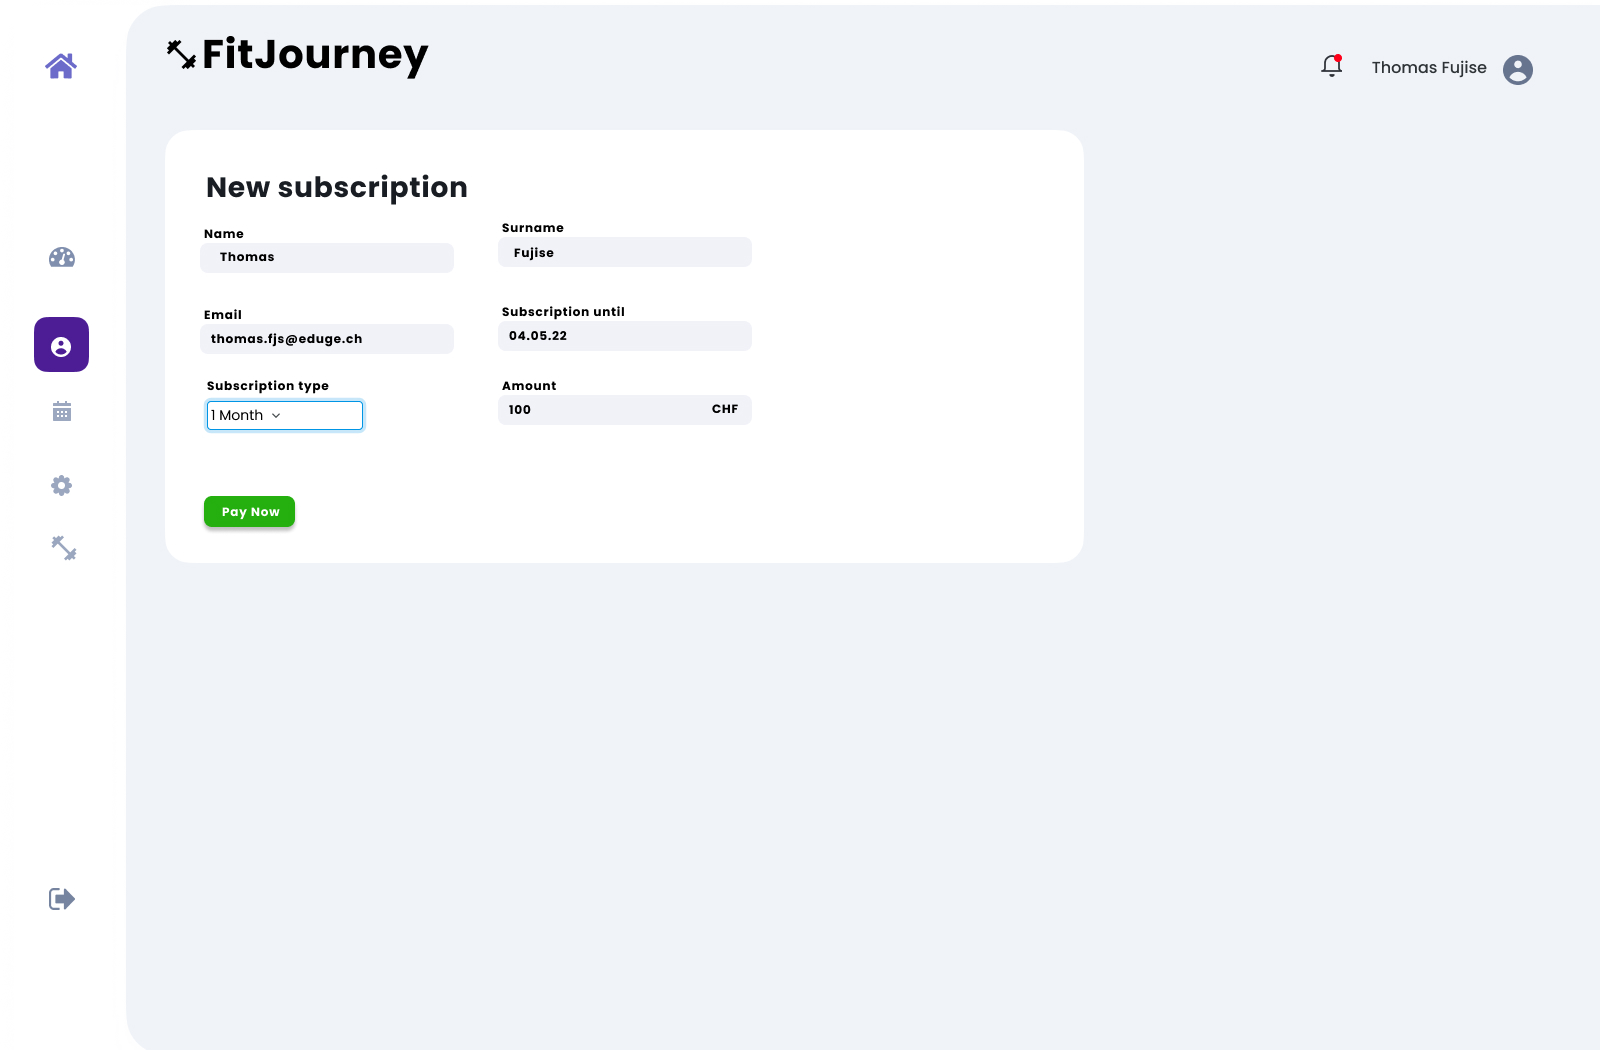 FitJourney
Thomas Fujise
New subscription
Name
Surname
Thomas
Fujise
Email
Subscription until
thomas.fjs@eduge.ch
04.05.22
Subscription type
Amount
1 Month
100 CHF
Pay Now